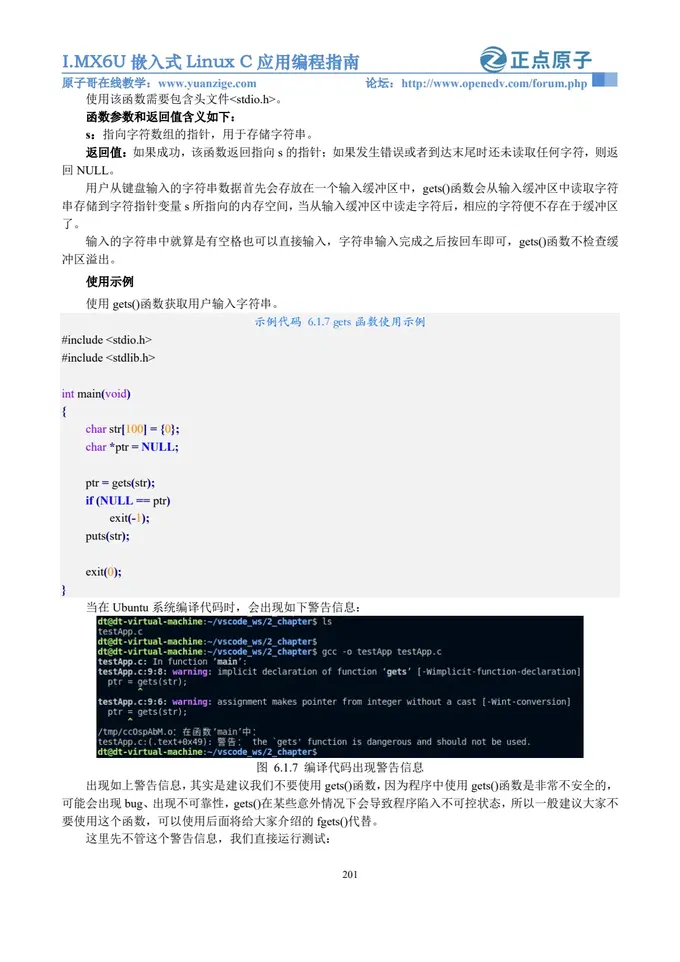 I.MX6U 嵌入式 Linux C 应用编程指南
正点原子
原子哥在线教学：www.yuanzige.com
论坛：http://www.openedv.com/forum.php
使用该函数需要包含头文件<stdio.h>。
函数参数和返回值含义如下：
s：指向字符数组的指针，用于存储字符串。
返回值：如果成功，该函数返回指向 s 的指针；如果发生错误或者到达末尾时还未读取任何字符，则返
回 NULL。
用户从键盘输入的字符串数据首先会存放在一个输入缓冲区中，gets()函数会从输入缓冲区中读取字符
串存储到字符指针变量 s 所指向的内存空间，当从输入缓冲区中读走字符后，相应的字符便不存在于缓冲区
了。
输入的字符串中就算是有空格也可以直接输入，字符串输入完成之后按回车即可，gets()函数不检查缓
冲区溢出。
使用示例
使用 gets()函数获取用户输入字符串。
示例代码 6.1.7 gets 函数使用示例
#include <stdio.h>
#include <stdlib.h>
int main(void)
{
char str[100] = {0};
char *ptr = NULL;
ptr = gets(str);
if (NULL == ptr)
exit(-1);
puts(str);
exit(0);
}
当在 Ubuntu 系统编译代码时，会出现如下警告信息：
dt@dt-virtual-machine:~/vscode_ws/2_chapter$ ls
testApp.c
dt@dt-virtual-machine:~/vscode_ws/2_chapter$
dt@dt-virtual-machine:~/vscode_ws/2_chapter$ gcc -o testApp testApp.c
testApp.c: In function ‘main’:
testApp.c:9:8: warning: implicit declaration of function ‘gets’ [-Wimplicit-function-declaration]
ptr = gets(str);
^
testApp.c:9:6: warning: assignment makes pointer from integer without a cast [-Wint-conversion]
ptr = gets(str);
^
/tmp/ccOspAbM.o：在函数‘main’中：
testApp.c:(.text+0x49): 警告： the `gets' function is dangerous and should not be used.
dt@dt-virtual-machine:~/vscode_ws/2_chapter$
图 6.1.7 编译代码出现警告信息
出现如上警告信息，其实是建议我们不要使用 gets()函数，因为程序中使用 gets()函数是非常不安全的，
可能会出现 bug、出现不可靠性，gets()在某些意外情况下会导致程序陷入不可控状态，所以一般建议大家不
要使用这个函数，可以使用后面将给大家介绍的 fgets()代替。
这里先不管这个警告信息，我们直接运行测试：
201